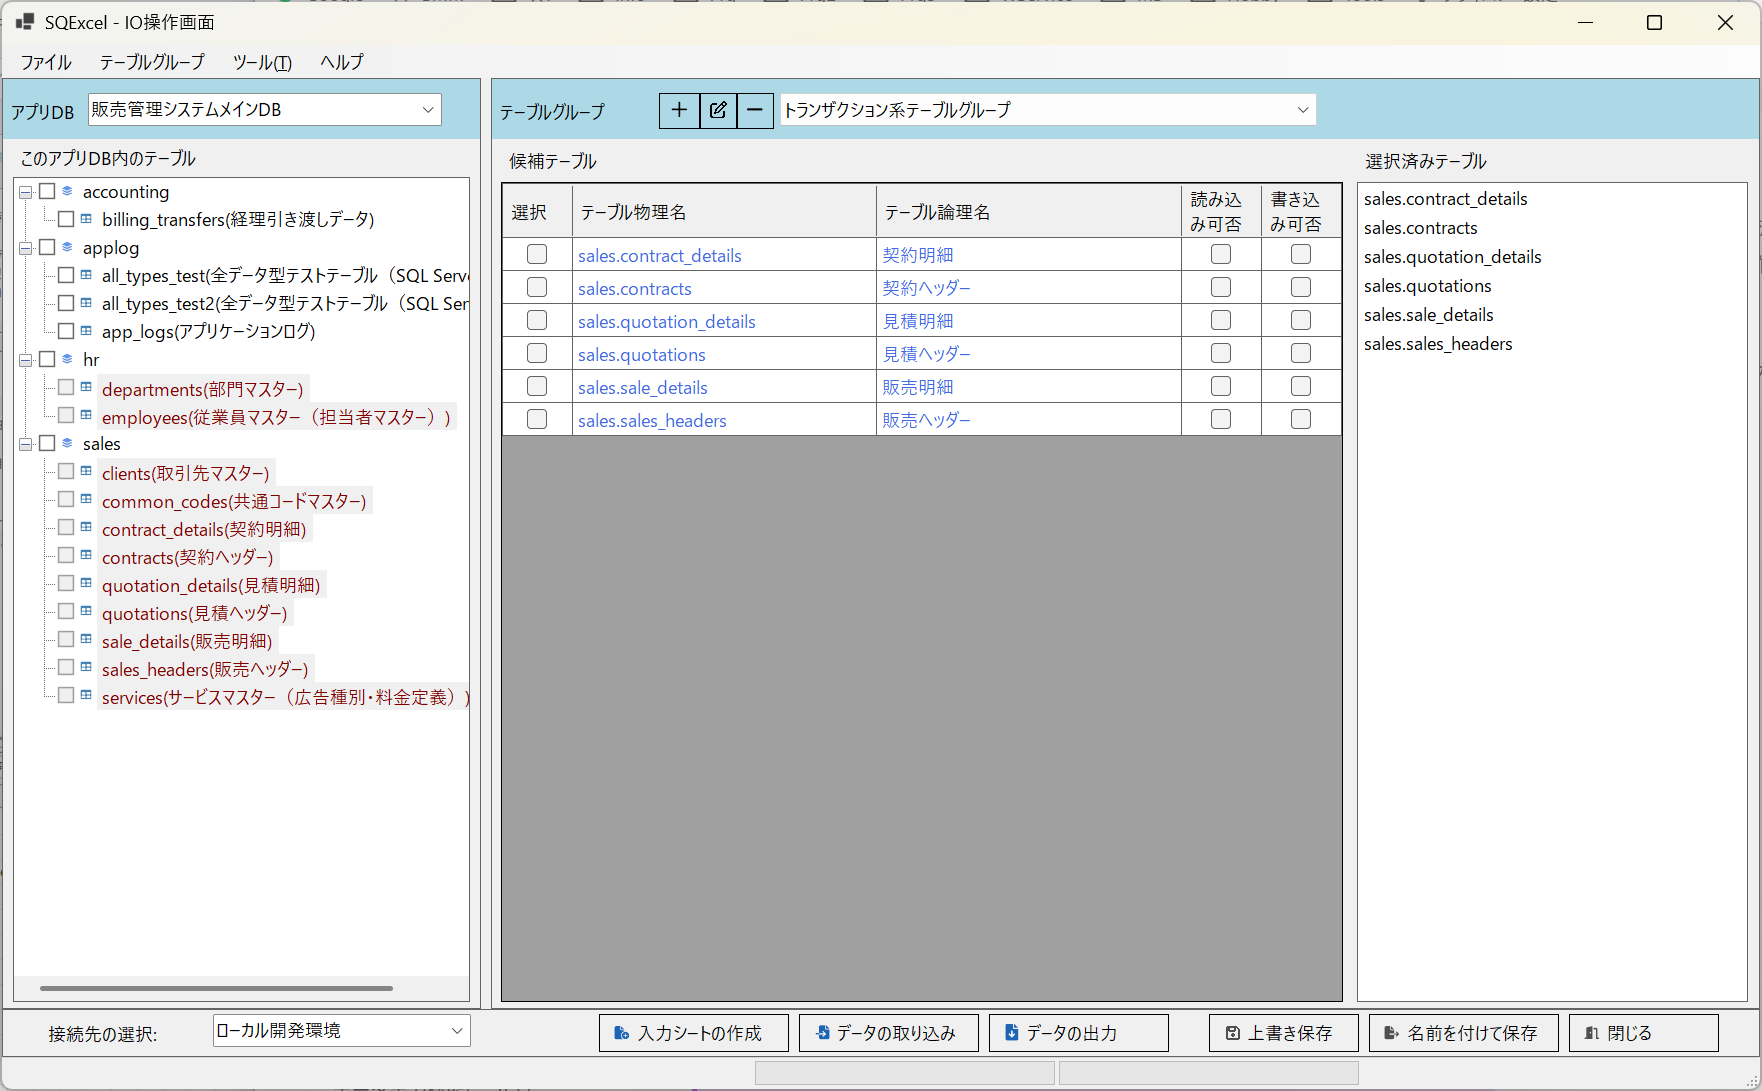 SQExcel - IO操作画面
ファイル テーブルグループ ツール(T) ヘルプ
アプリDB 販売管理システムメインDB
このアプリDB内のテーブル
accounting
billing_transfers(経理引き渡しデータ)
applog
all_types_test(全データ型テストテーブル（SQL Serve
all_types_test2(全データ型テストテーブル（SQL Ser
app_logs(アプリケーションログ)
hr
departments(部門マスター)
employees(従業員マスター（担当者マスター）)
sales
clients(取引先マスター)
common_codes(共通コードマスター)
contract_details(契約明細)
contracts(契約ヘッダー)
quotation_details(見積明細)
quotations(見積ヘッダー)
sale_details(販売明細)
sales_headers(販売ヘッダー)
services(サービスマスター（広告種別・料金定義）)
テーブルグループ トランザクション系テーブルグループ
候補テーブル
選択 テーブル物理名 テーブル論理名 読み込み可否 書き込み可否
sales.contract_details 契約明細
sales.contracts 契約ヘッダー
sales.quotation_details 見積明細
sales.quotations 見積ヘッダー
sales.sale_details 販売明細
sales.sales_headers 販売ヘッダー
選択済みテーブル
sales.contract_details
sales.contracts
sales.quotation_details
sales.quotations
sales.sale_details
sales.sales_headers
接続先の選択: ローカル開発環境 入力シートの作成 データの取り込み データの出力 上書き保存 名前を付けて保存 閉じる